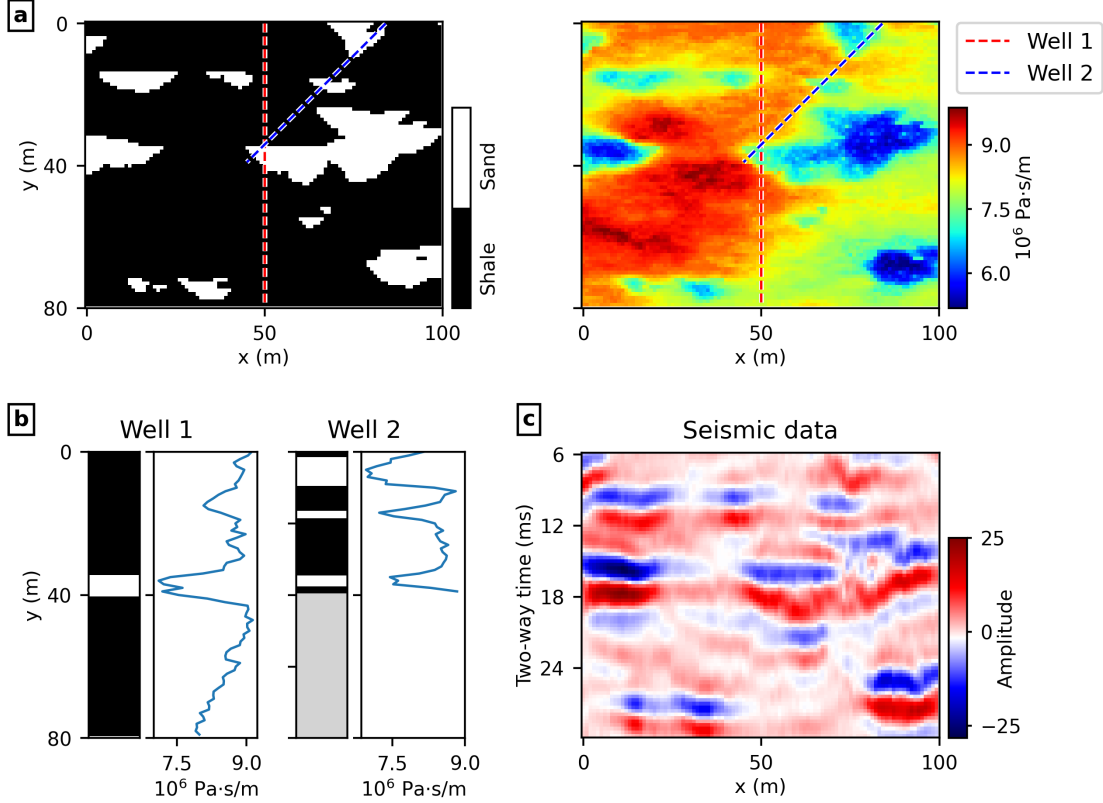 a
0
40
80
y (m)
0
50
100
x (m)
Sand
Shale
0
50
100
x (m)
Well 1
Well 2
9.0
7.5
6.0
10⁶ Pa·s/m
b
Well 1
Well 2
0
40
80
y (m)
7.5
9.0
10⁶ Pa·s/m
7.5
9.0
10⁶ Pa·s/m
c
Seismic data
6
12
18
24
Two-way time (ms)
0
50
100
x (m)
25
0
−25
Amplitude